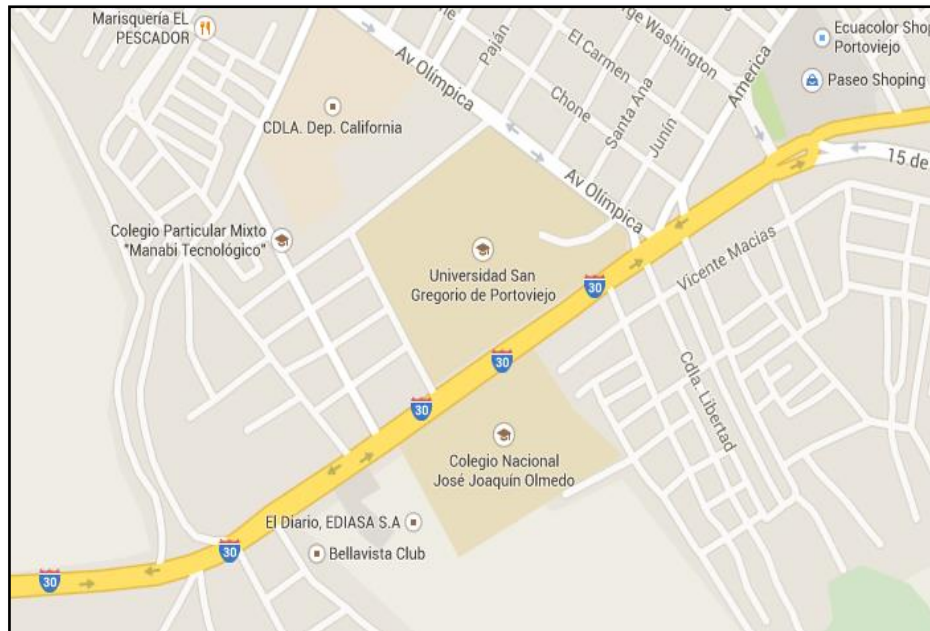 Marisquería EL
PESCADOR
Paján
El Carmen
Chone
Santa Ana
Junín
Washington
America
Ecuacolor Shop
Portoviejo
Paseo Shoping
15 de
Av Olímpica
CDLA. Dep. California
Av Olímpica
Colegio Particular Mixto
"Manabi Tecnológico"
Universidad San
Gregorio de Portoviejo
Vicente Macías
30
30
30
Cdla. Libertad
Colegio Nacional
José Joaquín Olmedo
El Diario, EDIASA S.A
Bellavista Club
30
30